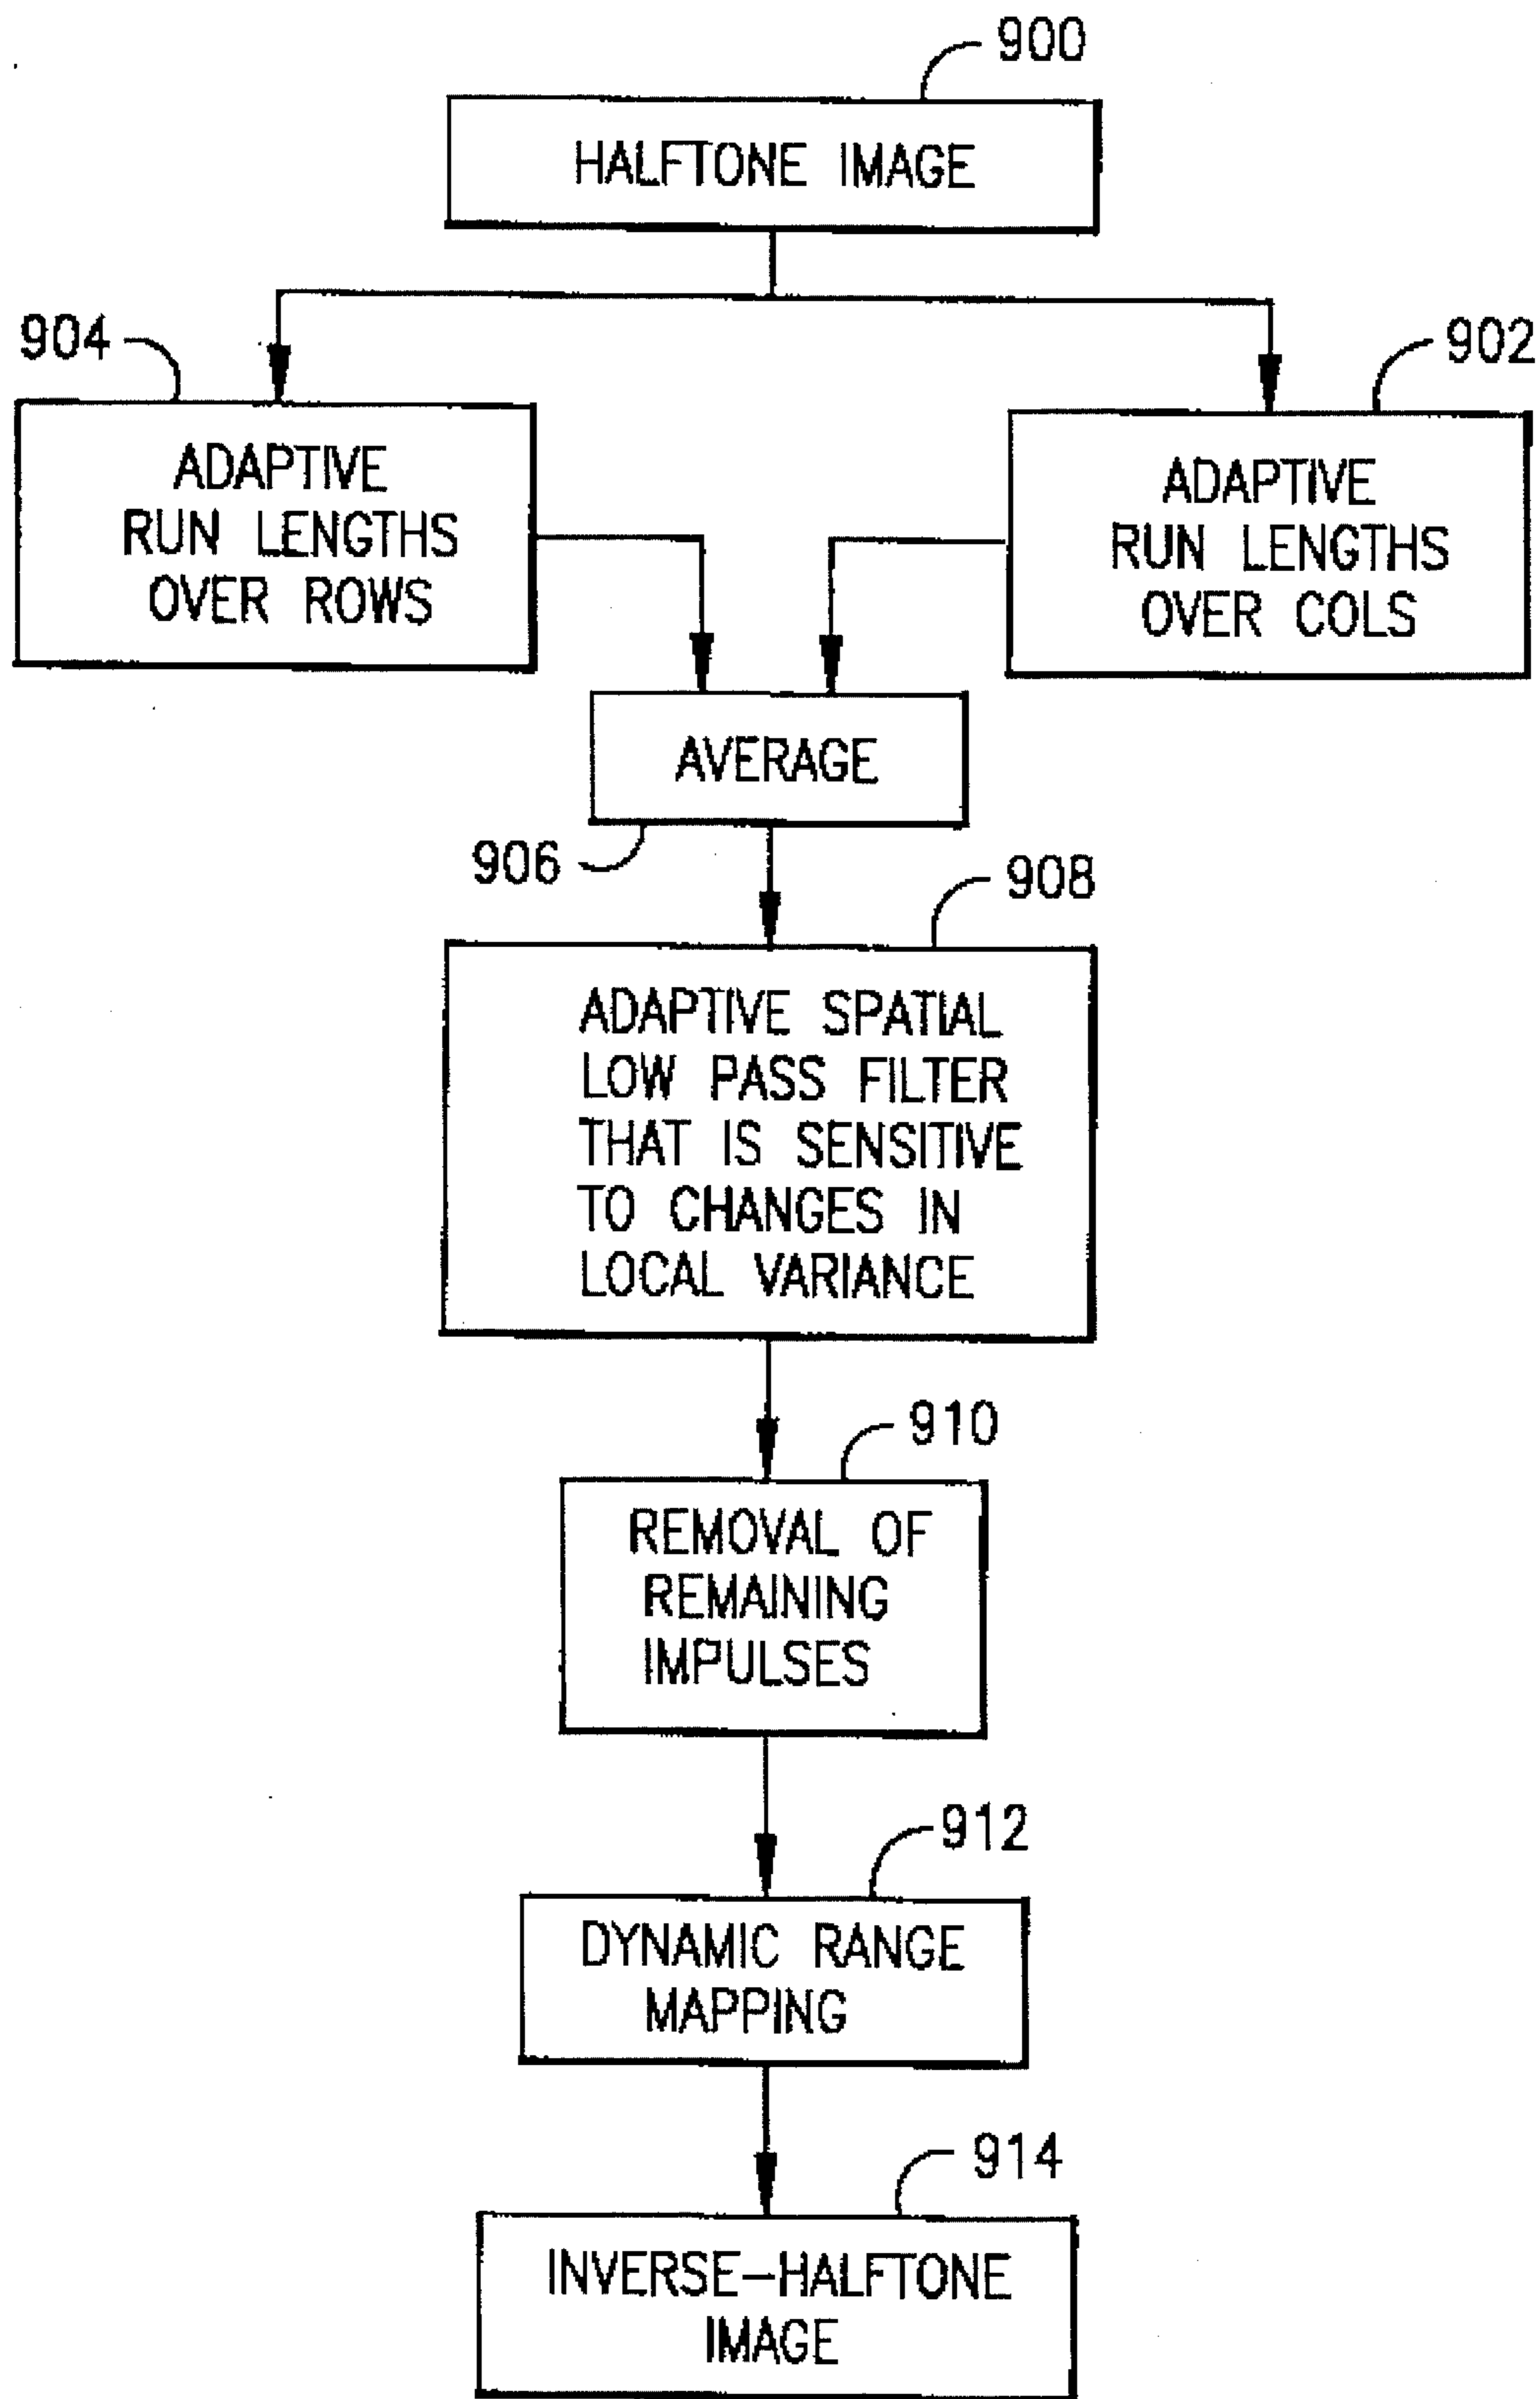 900
HALFTONE IMAGE
904
902
ADAPTIVE
RUN LENGTHS
OVER ROWS
ADAPTIVE
RUN LENGTHS
OVER COLS
AVERAGE
906
908
ADAPTIVE SPATIAL
LOW PASS FILTER
THAT IS SENSITIVE
TO CHANGES IN
LOCAL VARIANCE
910
REMOVAL OF
REMAINING
IMPULSES
912
DYNAMIC RANGE
MAPPING
914
INVERSE-HALFTONE
IMAGE